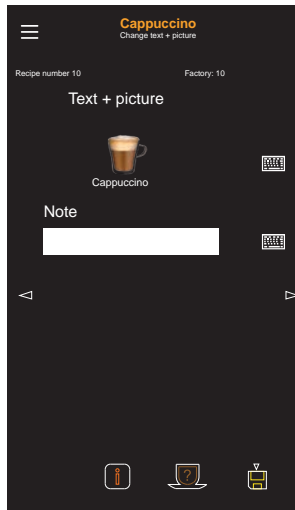 Cappuccino
Change text + picture
Recipe number 10 Factory: 10
Text + picture
Cappuccino
Note
i
?